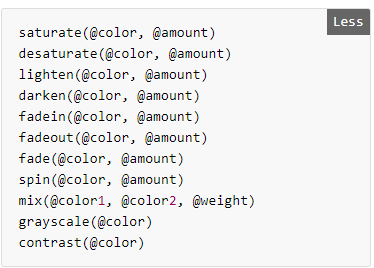 Less
saturate(@color, @amount)
desaturate(@color, @amount)
lighten(@color, @amount)
darken(@color, @amount)
fadein(@color, @amount)
fadeout(@color, @amount)
fade(@color, @amount)
spin(@color, @amount)
mix(@color1, @color2, @weight)
grayscale(@color)
contrast(@color)